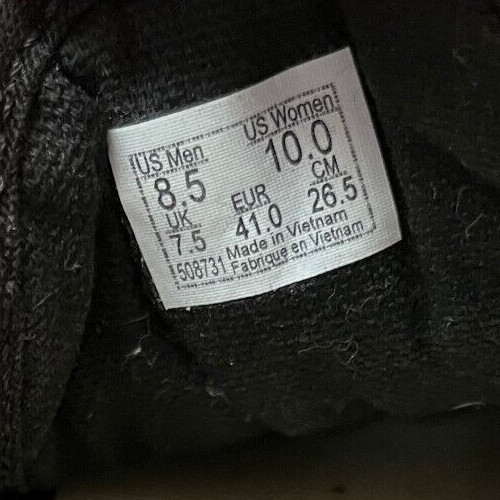 US Men US Women
8.5 10.0
UK EUR CM
7.5 41.0 26.5
Made in Vietnam
508731 Fabrique en Vietnam